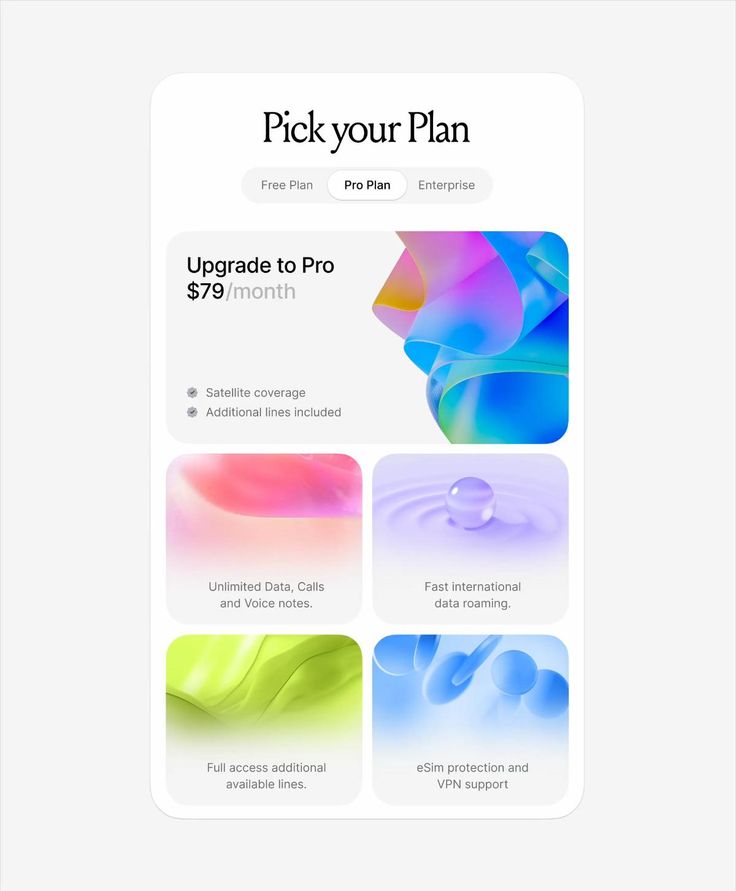 Pick your Plan
Free Plan
Pro Plan
Enterprise
Upgrade to Pro
$79/month
Satellite coverage
Additional lines included
Unlimited Data, Calls
and Voice notes.
Fast international
data roaming.
Full access additional
available lines.
eSim protection and
VPN support